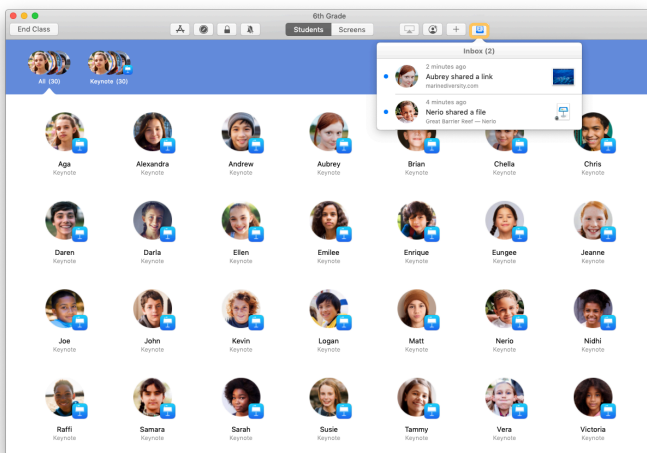 6th Grade
End Class
Students
Screens
Inbox (2)
2 minutes ago
Aubrey shared a link
marinediversity.com
4 minutes ago
Nerio shared a file
Great Barrier Reef — Nerio
All (30)
Keynote (30)
Aga
Alexandra
Andrew
Aubrey
Brian
Chella
Chris
Keynote
Keynote
Keynote
Keynote
Keynote
Keynote
Keynote
Daren
Daria
Ellen
Emilee
Enrique
Eungee
Jeanne
Keynote
Keynote
Keynote
Keynote
Keynote
Keynote
Keynote
Joe
John
Kevin
Logan
Matt
Nerio
Nidhi
Keynote
Keynote
Keynote
Keynote
Keynote
Keynote
Keynote
Raffi
Samara
Sarah
Susie
Tammy
Vera
Victoria
Keynote
Keynote
Keynote
Keynote
Keynote
Keynote
Keynote